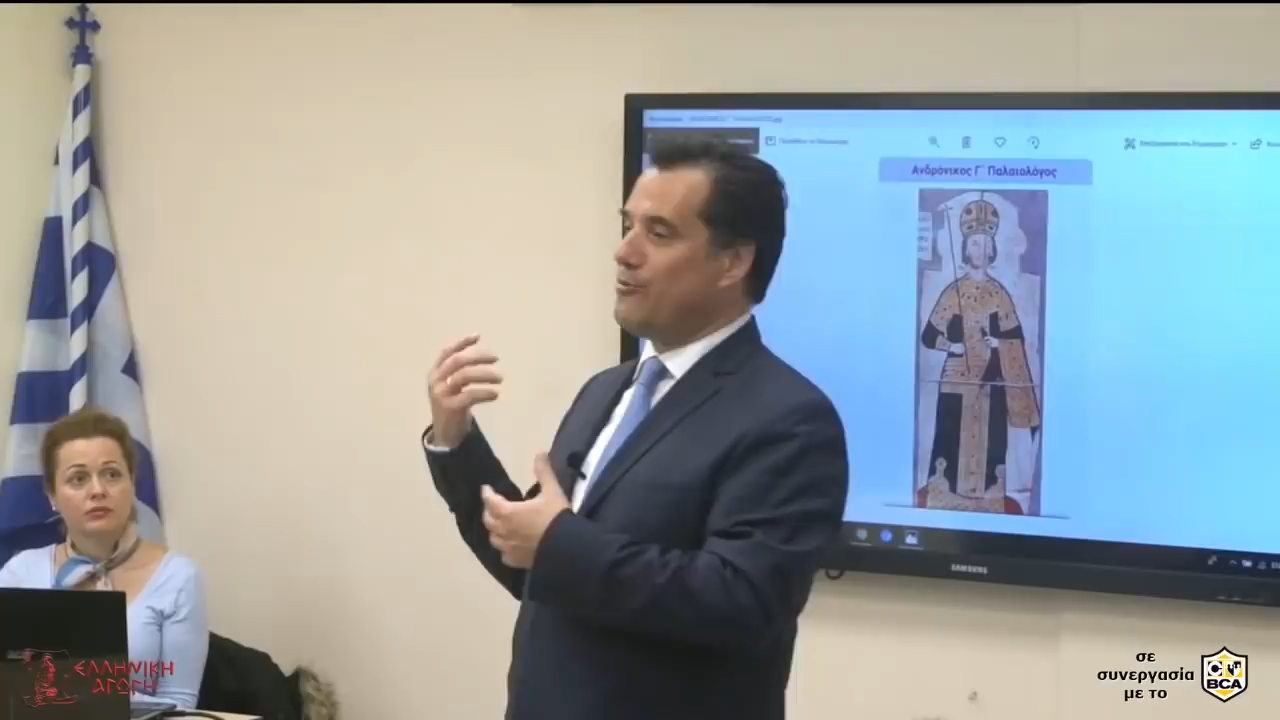 Ανδρόνικος Γ΄ Παλαιολόγος
SAMSUNG
ΕΛΛΗΝΙΚΗ
ΑΓΩΓΗ
σε
συνεργασία
με το
BCA